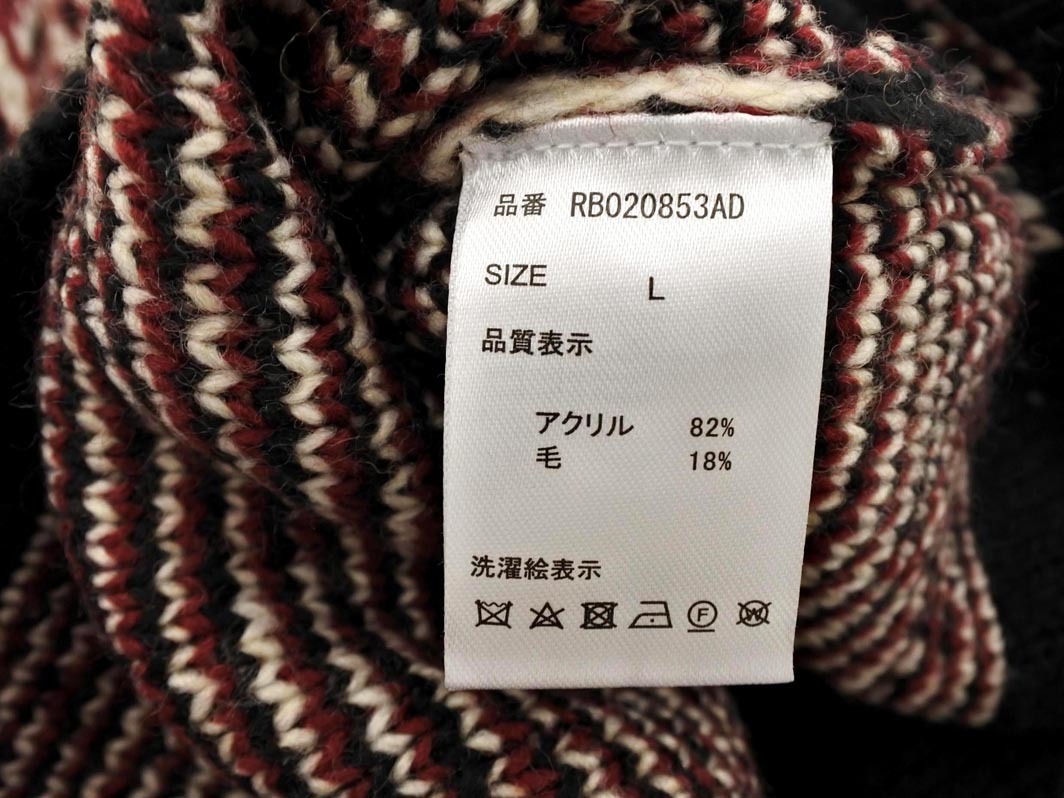 品番 RB020853AD
SIZE L
品質表示
アクリル 82%
毛 18%
洗濯絵表示
F W